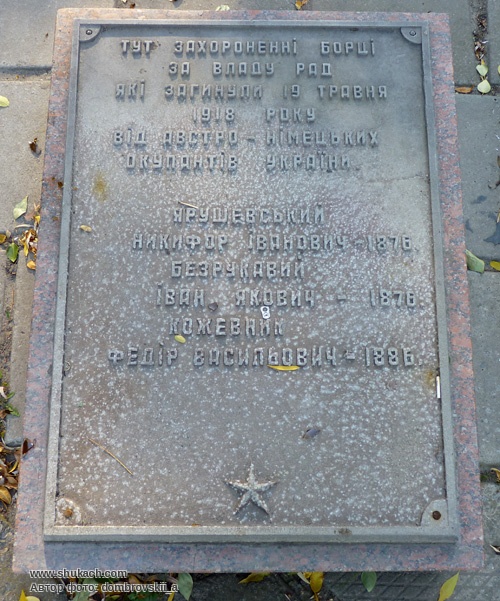 ТУТ ЗАХОРОНЕННІ БОРЦІ
ЗА ВЛАДУ РАД
ЯКІ ЗАГИНУЛИ 19 ТРАВНЯ
1918 РОКУ
ВІД АВСТРО-НІМЕЦЬКИХ
ОКУПАНТІВ УКРАЇНИ.
ЯРУШЕВСЬКИЙ
НИКИФОР ІВАНОВИЧ-1876.
БЕЗРУКАВИЙ
ІВАН ЯКОВИЧ - 1876
КОЖЕВНИК
ФЕДІР ВАСИЛЬОВИЧ-1886.
www.shukach.com
Автор фото: dombrovskii_a